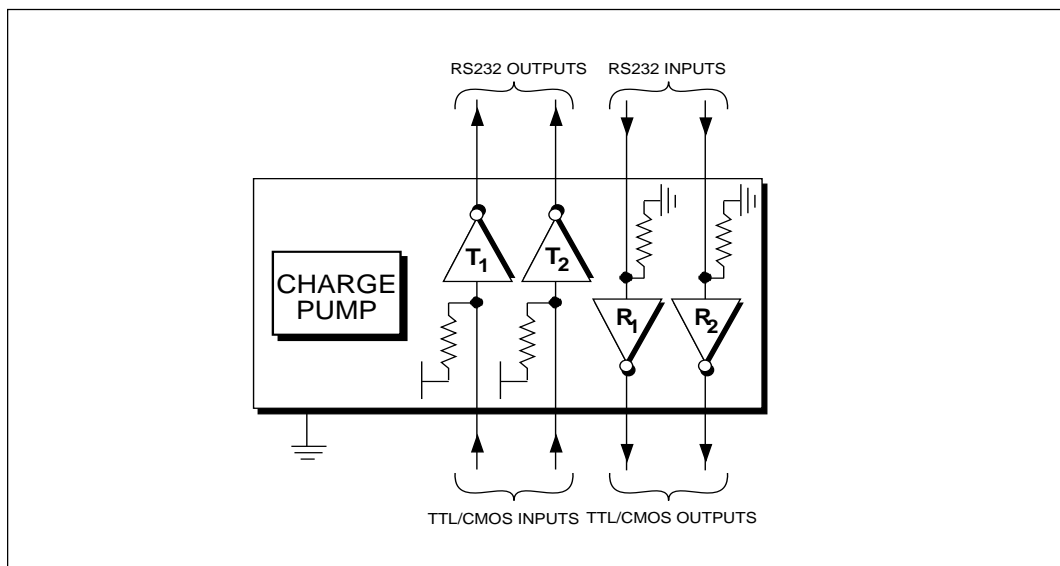 RS232 OUTPUTS
RS232 INPUTS
T1
T2
CHARGE
PUMP
R1
R2
TTL/CMOS INPUTS
TTL/CMOS OUTPUTS